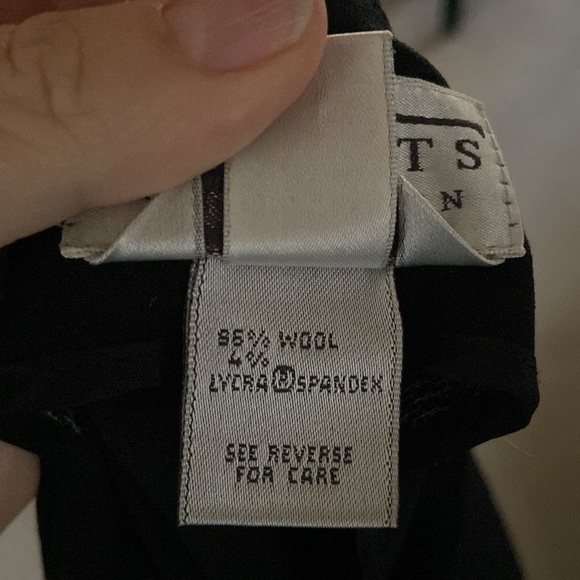 T S
N
96% WOOL
4%
LYCRA ® SPANDEX
SEE REVERSE
FOR CARE